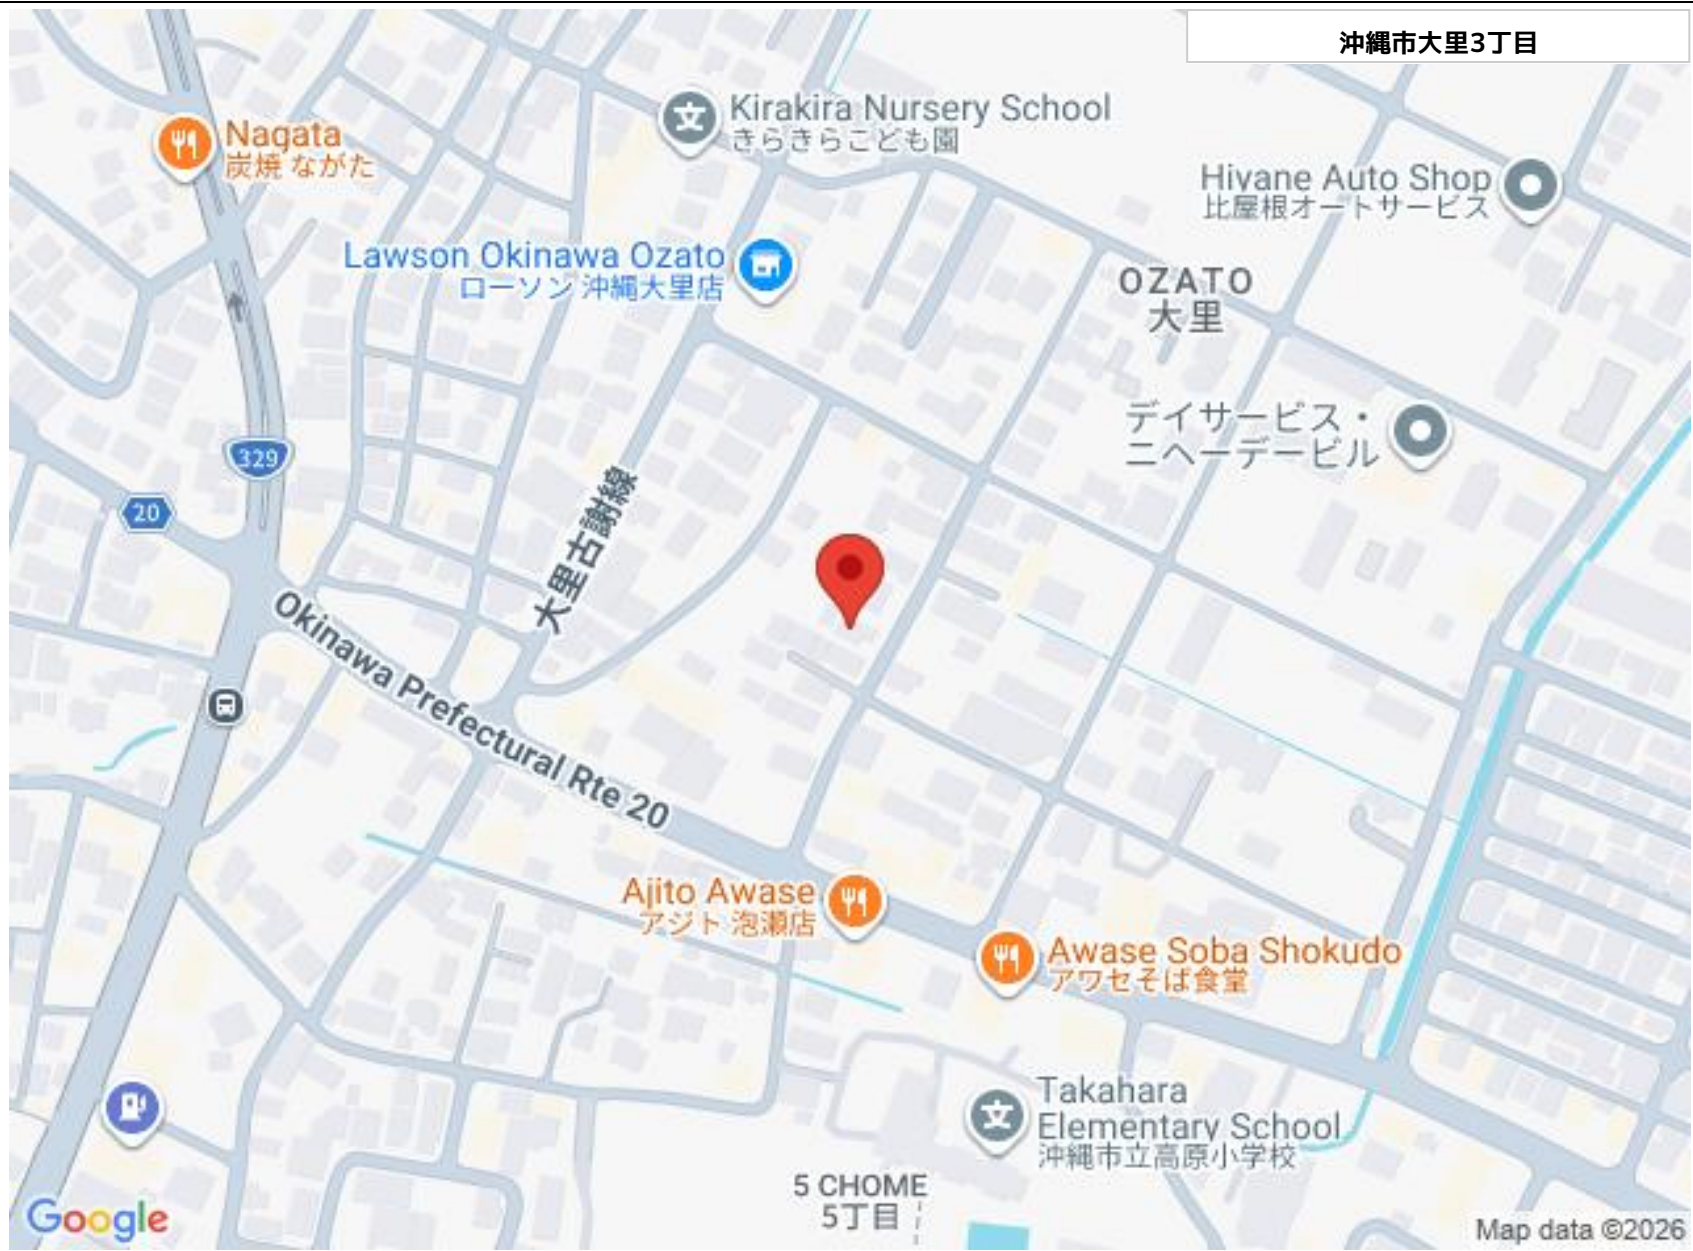 沖縄市大里3丁目
Kirakira Nursery School
きらきらこども園
Nagata
炭焼 ながた
Hiyane Auto Shop
比屋根オートサービス
Lawson Okinawa Ozato
ローソン 沖縄大里店
OZATO
大里
デイサービス・
ニヘーデービル
329
20
大里古謝線
Okinawa Prefectural Rte 20
Ajito Awase
アジト 泡瀬店
Awase Soba Shokudo
アワセそば食堂
Takahara
Elementary School
沖縄市立高原小学校
5 CHOME
5丁目
Google
Map data ©2026